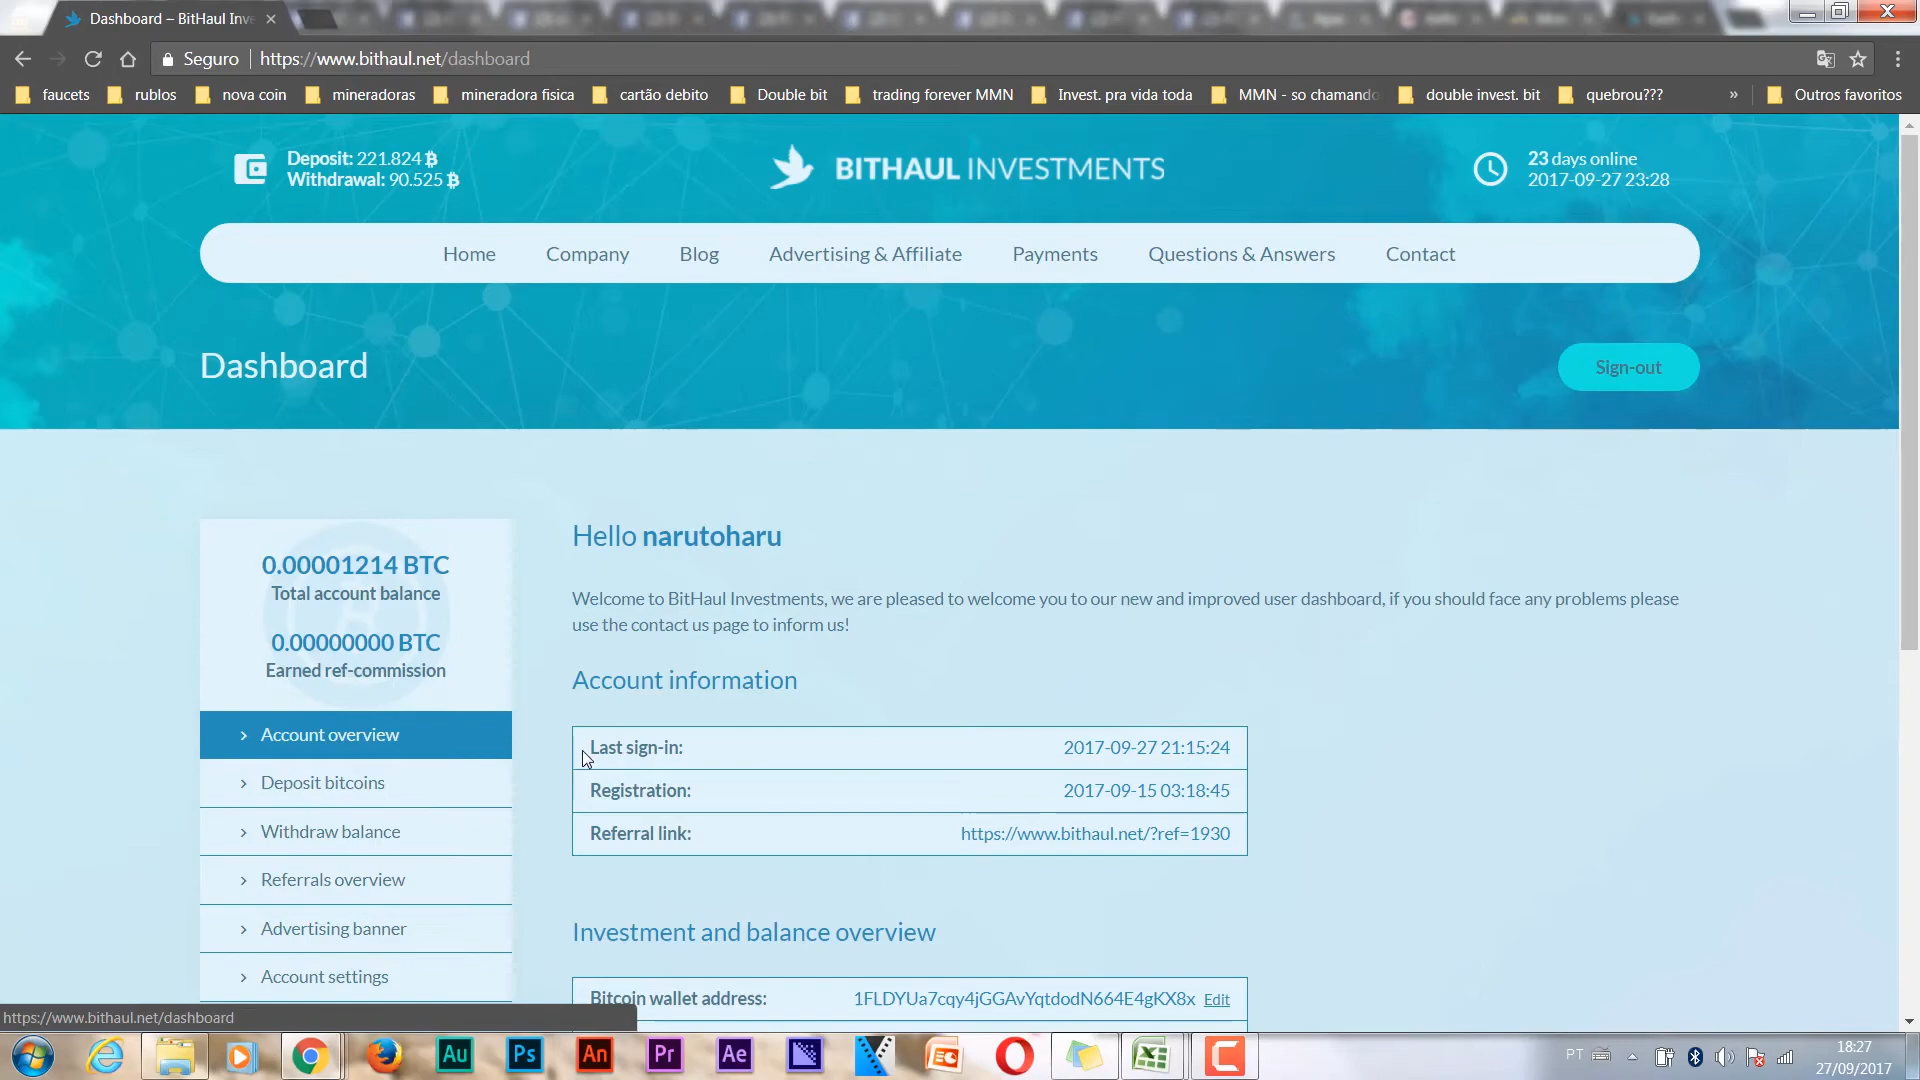 Dashboard – BitHaul Inve
Seguro
https://www.bithaul.net/dashboard
faucets
rublos
nova coin
mineradoras
mineradora fisica
cartão debito
Double bit
trading forever MMN
Invest. pra vida toda
MMN - so chamando
double invest. bit
quebrou???
»
Outros favoritos
Deposit: 221.824 ₿
Withdrawal: 90.525 ₿
BITHAUL INVESTMENTS
23 days online
2017-09-27 23:28
Home
Company
Blog
Advertising & Affiliate
Payments
Questions & Answers
Contact
Dashboard
Sign-out
0.00001214 BTC
Total account balance
0.00000000 BTC
Earned ref-commission
Account overview
Deposit bitcoins
Withdraw balance
Referrals overview
Advertising banner
Account settings
Hello narutoharu
Welcome to BitHaul Investments, we are pleased to welcome you to our new and improved user dashboard, if you should face any problems please
use the contact us page to inform us!
Account information
Last sign-in: 2017-09-27 21:15:24
Registration: 2017-09-15 03:18:45
Referral link: https://www.bithaul.net/?ref=1930
Investment and balance overview
Bitcoin wallet address: 1FLDYUa7cqy4jGGAvYqtdodN664E4gKX8x Edit
https://www.bithaul.net/dashboard
Au
Ps
An
Pr
Ae
PT
18:27
27/09/2017